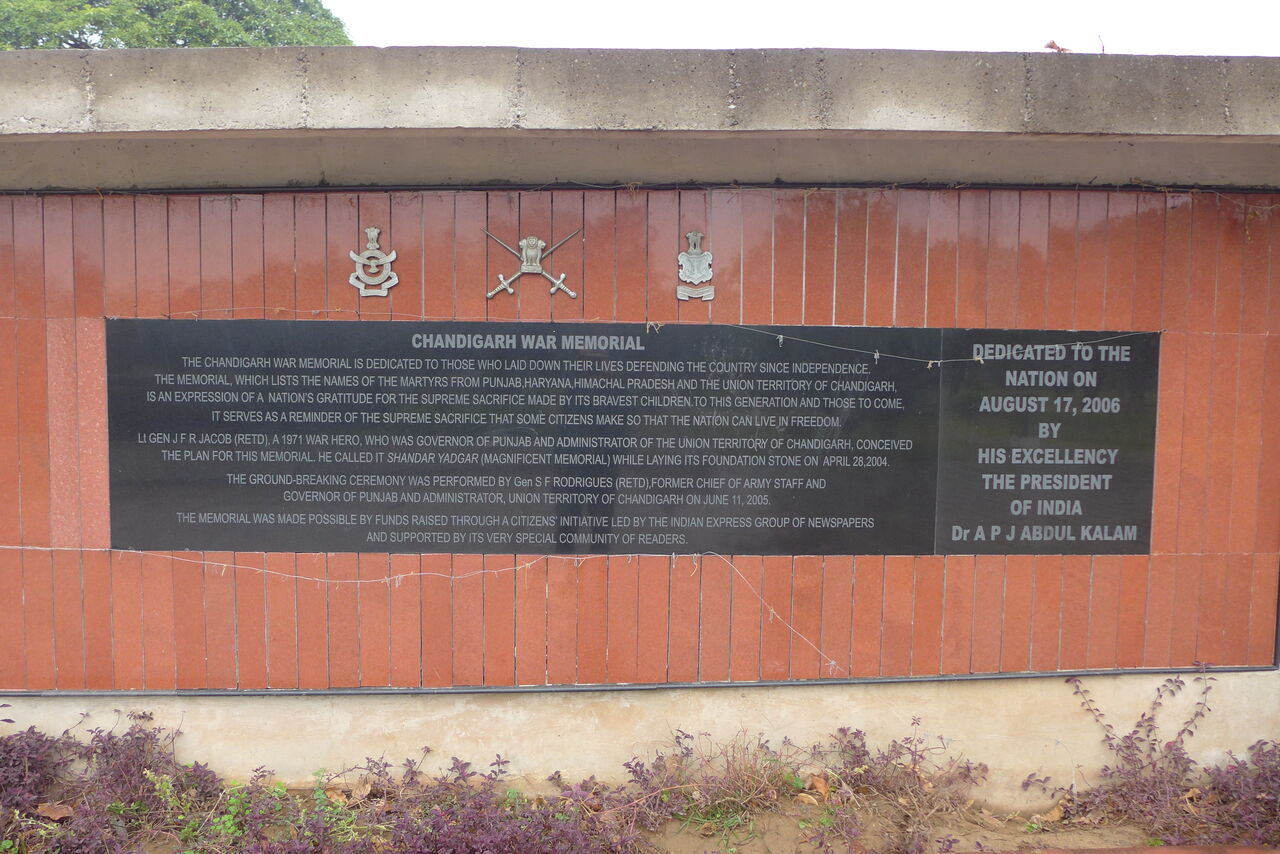 CHANDIGARH WAR MEMORIAL
THE CHANDIGARH WAR MEMORIAL IS DEDICATED TO THOSE WHO LAID DOWN THEIR LIVES DEFENDING THE COUNTRY SINCE INDEPENDENCE.
THE MEMORIAL, WHICH LISTS THE NAMES OF THE MARTYRS FROM PUNJAB,HARYANA,HIMACHAL PRADESH AND THE UNION TERRITORY OF CHANDIGARH,
IS AN EXPRESSION OF A NATION'S GRATITUDE FOR THE SUPREME SACRIFICE MADE BY ITS BRAVEST CHILDREN.TO THIS GENERATION AND THOSE TO COME,
IT SERVES AS A REMINDER OF THE SUPREME SACRIFICE THAT SOME CITIZENS MAKE SO THAT THE NATION CAN LIVE IN FREEDOM.
Lt GEN J F R JACOB (RETD), A 1971 WAR HERO, WHO WAS GOVERNOR OF PUNJAB AND ADMINISTRATOR OF THE UNION TERRITORY OF CHANDIGARH, CONCEIVED
THE PLAN FOR THIS MEMORIAL. HE CALLED IT SHANDAR YADGAR (MAGNIFICENT MEMORIAL) WHILE LAYING ITS FOUNDATION STONE ON APRIL 28,2004.
THE GROUND-BREAKING CEREMONY WAS PERFORMED BY Gen S F RODRIGUES (RETD),FORMER CHIEF OF ARMY STAFF AND
GOVERNOR OF PUNJAB AND ADMINISTRATOR, UNION TERRITORY OF CHANDIGARH ON JUNE 11, 2005.
THE MEMORIAL WAS MADE POSSIBLE BY FUNDS RAISED THROUGH A CITIZENS' INITIATIVE LED BY THE INDIAN EXPRESS GROUP OF NEWSPAPERS
AND SUPPORTED BY ITS VERY SPECIAL COMMUNITY OF READERS.
DEDICATED TO THE
NATION ON
AUGUST 17, 2006
BY
HIS EXCELLENCY
THE PRESIDENT
OF INDIA
Dr A P J ABDUL KALAM